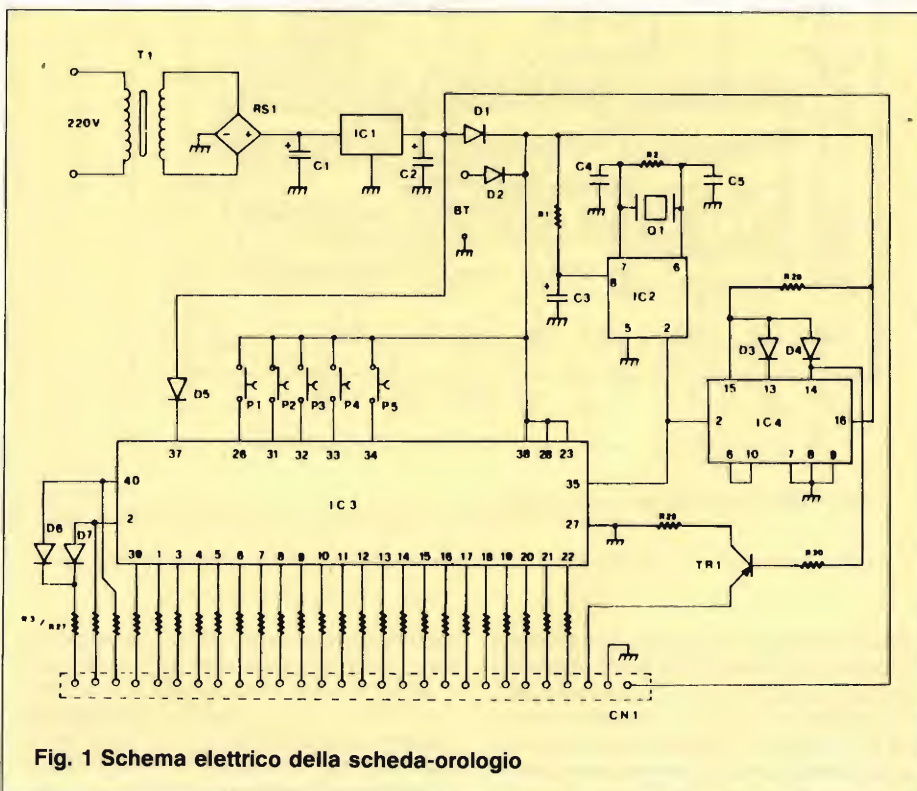 T1
220V
RS1
- +
IC1
C1
C2
D1
D2
BT
R1
C3
C4
R2
C5
Q1
7 6
8
IC2
5 2
R28
D3 D4
15 13 14
2 IC4 16
6 10 7 8 9
D5
P1 P2 P3 P4 P5
37 26 31 32 33 34 38 28 23
40
IC3
35
2
27
D6 D7
R29
TR1
R30
39 1 3 4 5 6 7 8 9 10 11 12 13 14 15 16 17 18 19 20 21 22
R3/R27
CN1
Fig. 1 Schema elettrico della scheda-orologio